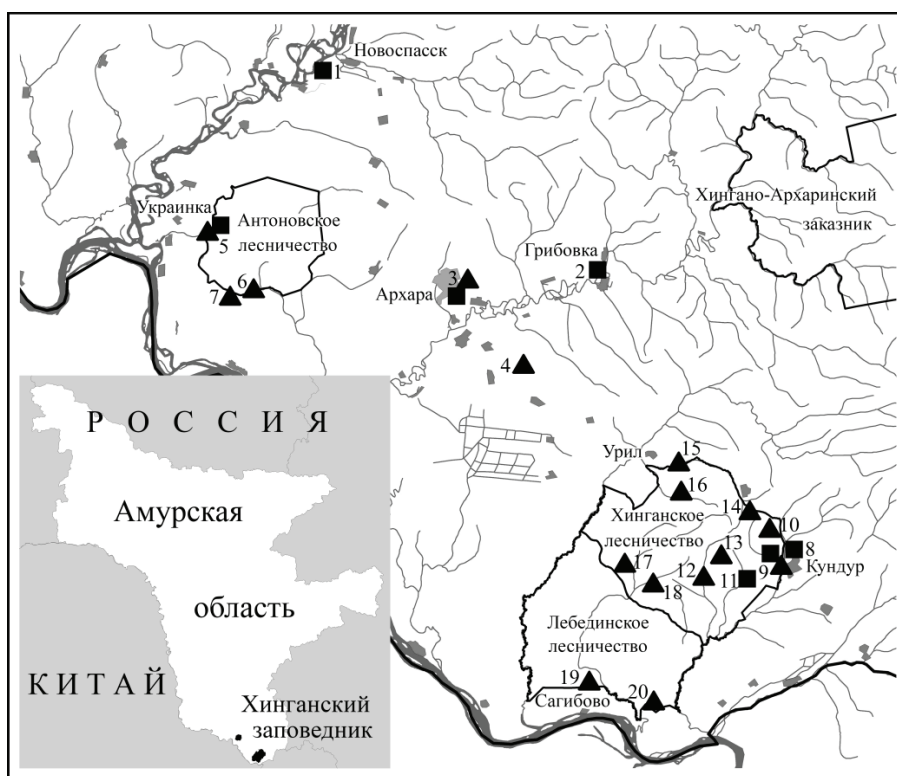 Новоспасск
1
Украинка
5
Антоновское
лесничество
6
7
Хингано-Архаринский
заказник
Грибовка
2
3
Архара
4
Урил
15
16
14
Хинганское
лесничество
10
13
8
17
12
11
9
Кундур
18
Лебединское
лесничество
19
Сагибово
20
РОССИЯ
Амурская
область
КИТАЙ
Хинганский
заповедник